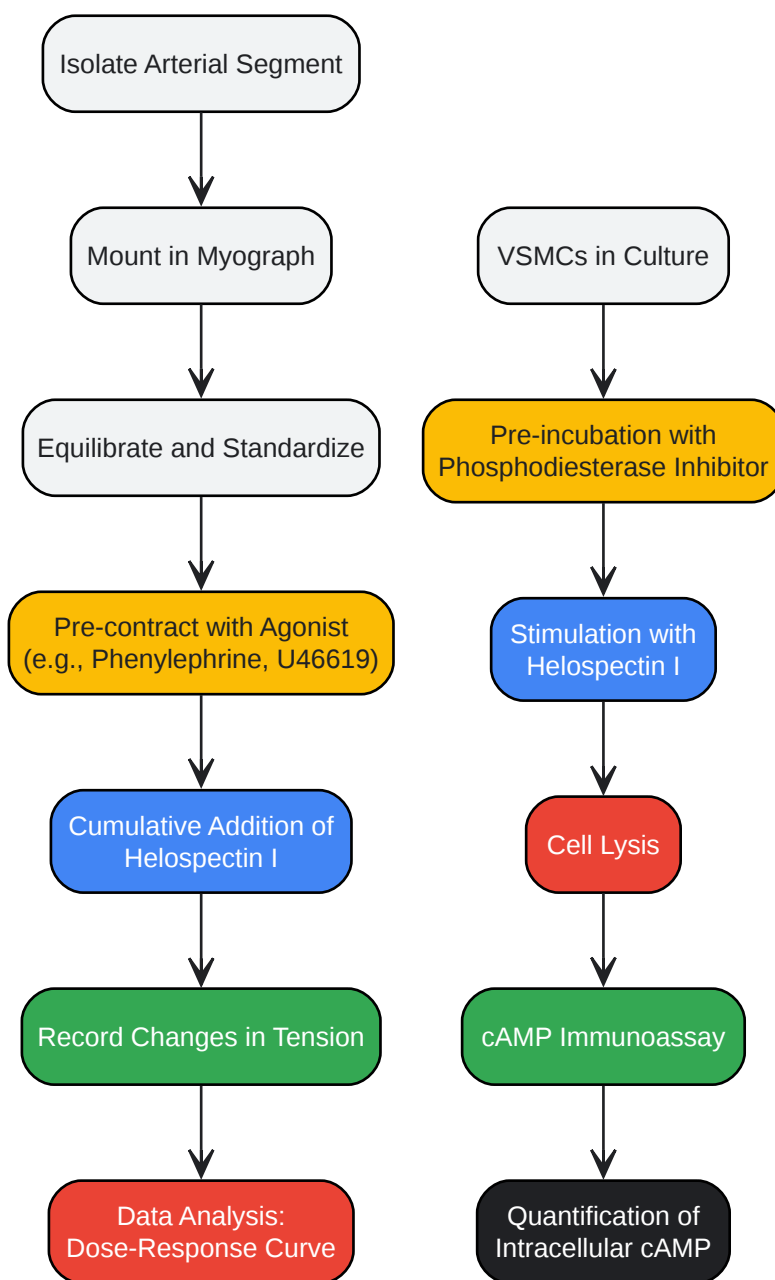 Isolate Arterial Segment
Mount in Myograph
Equilibrate and Standardize
Pre-contract with Agonist
(e.g., Phenylephrine, U46619)
Cumulative Addition of
Helospectin I
Record Changes in Tension
Data Analysis:
Dose-Response Curve
VSMCs in Culture
Pre-incubation with
Phosphodiesterase Inhibitor
Stimulation with
Helospectin I
Cell Lysis
cAMP Immunoassay
Quantification of
Intracellular cAMP